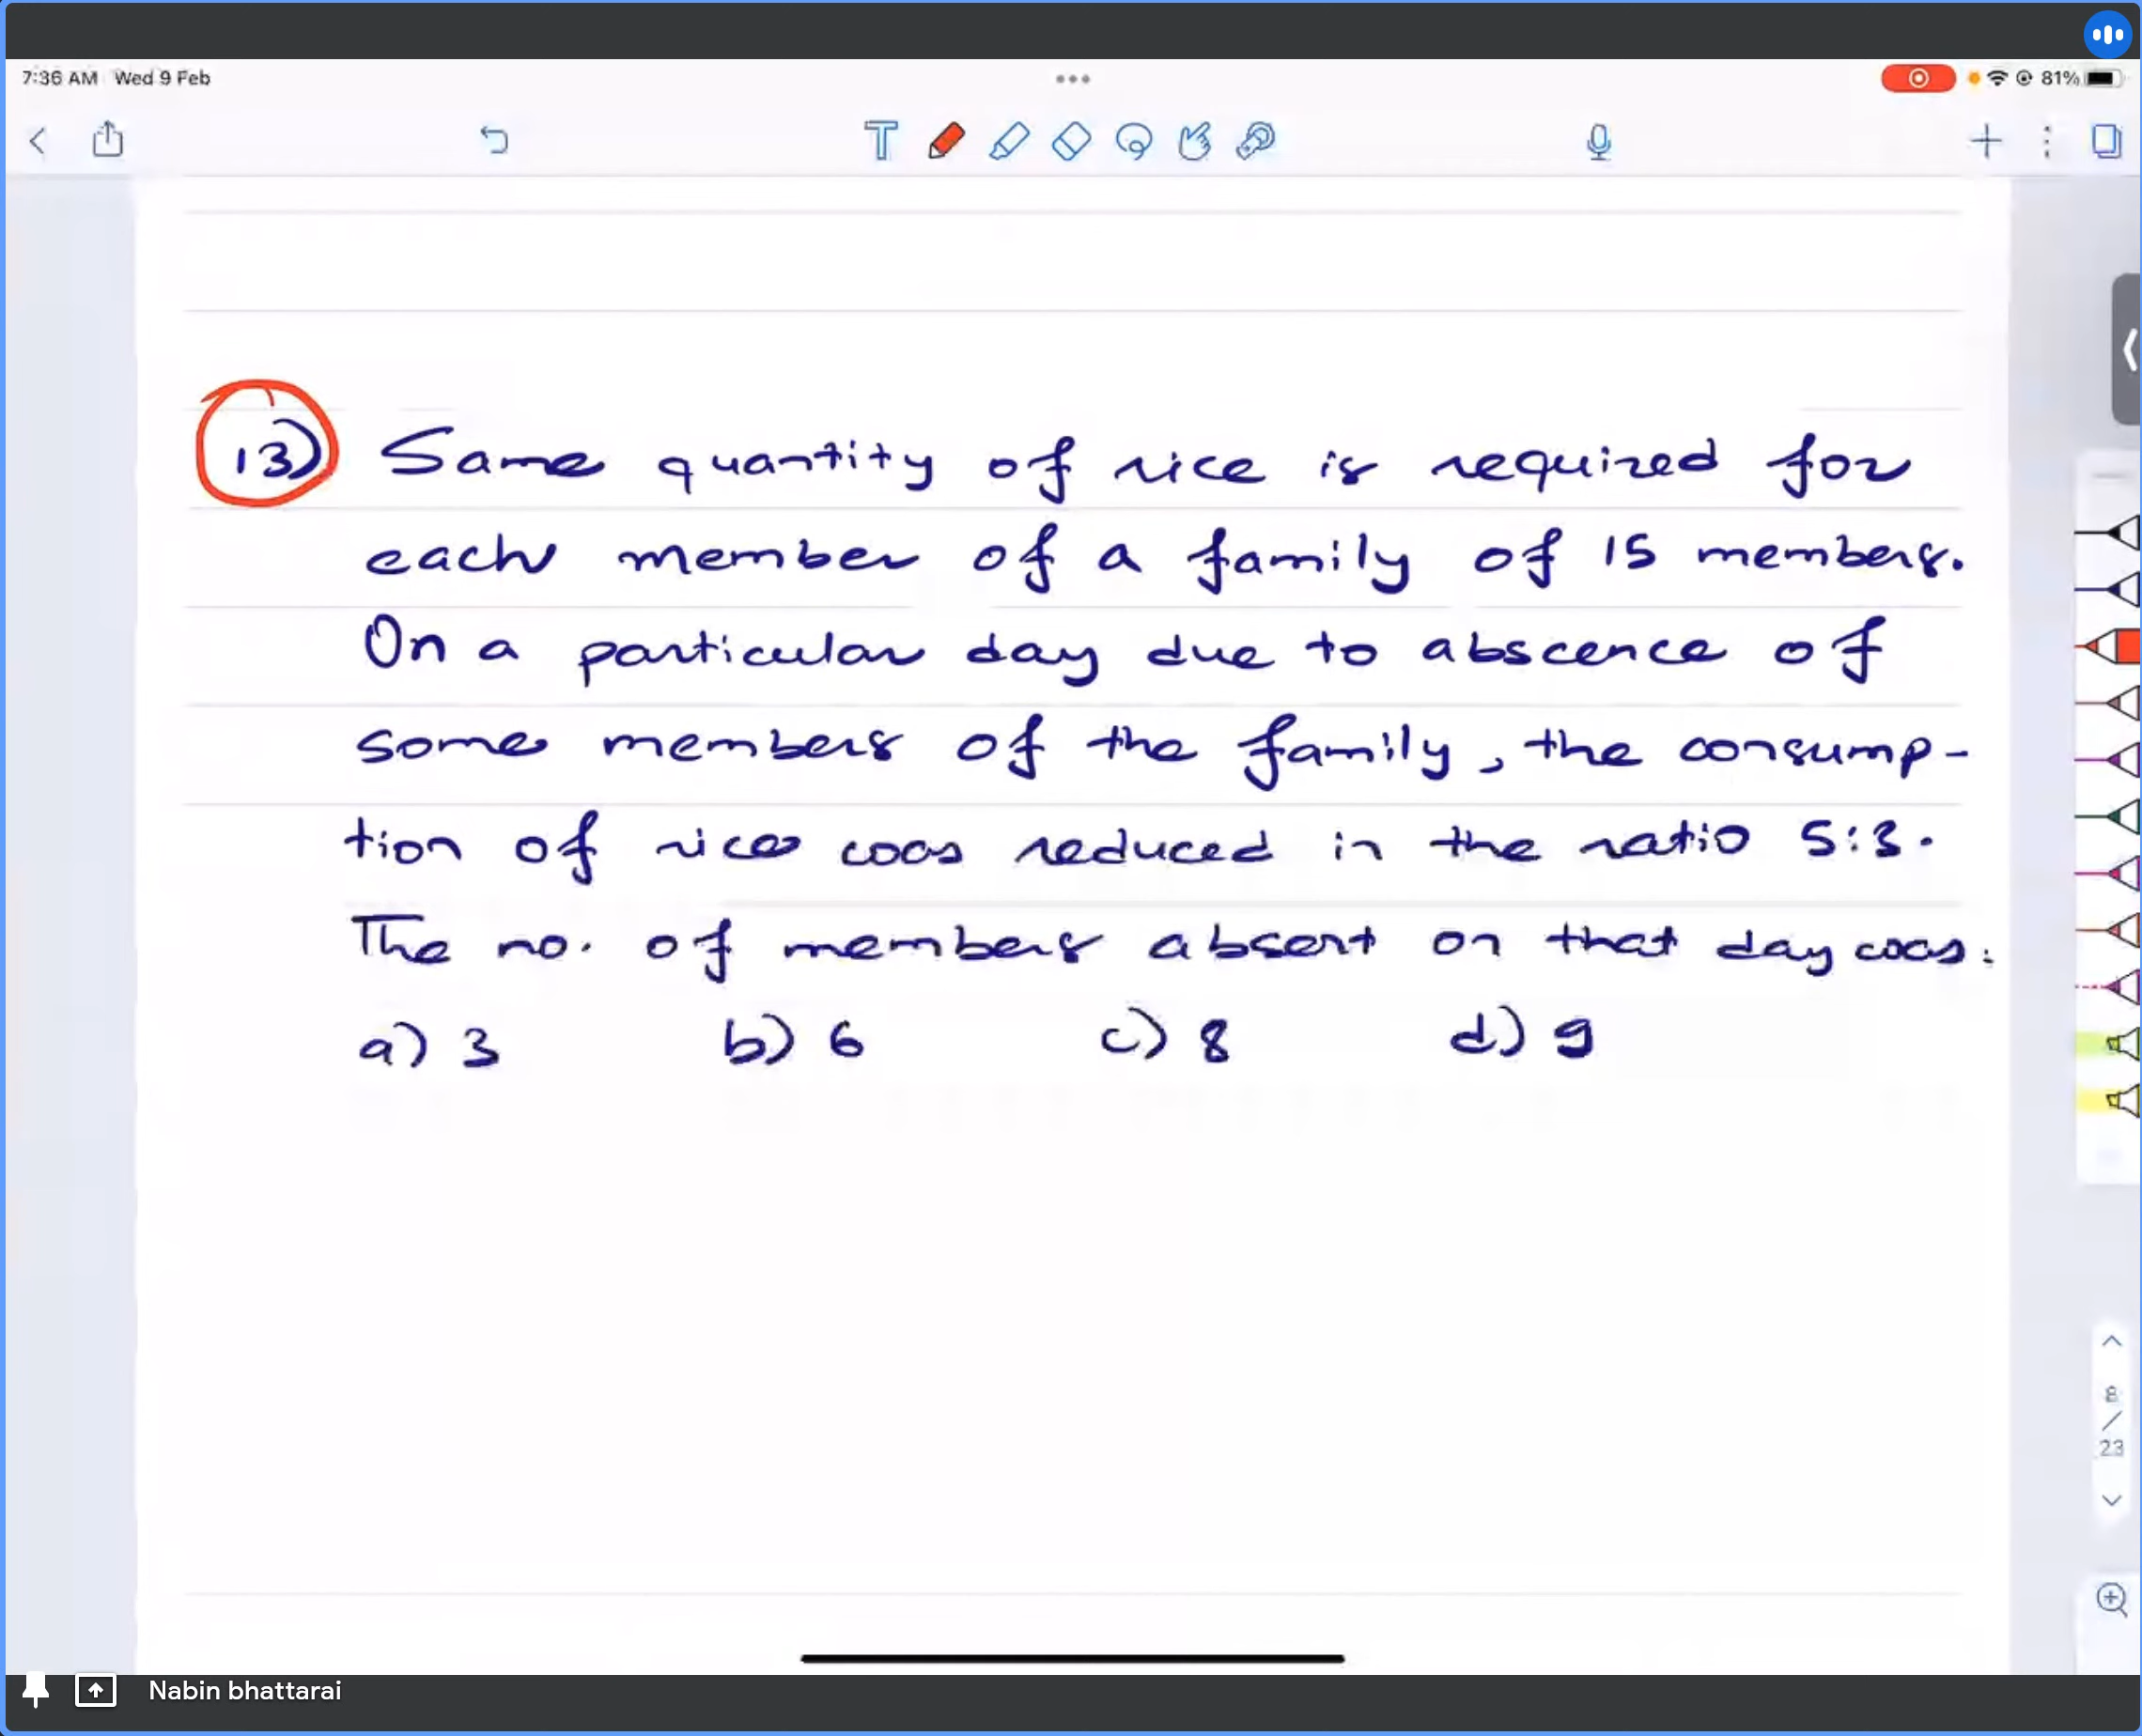 7:36 AM Wed 9 Feb
81%
T
13) Same quantity of rice is required for
each member of a family of 15 members.
On a particular day due to abscence of
some members of the family, the consump-
tion of rice was reduced in the ratio 5:3.
The no. of members absent on that day was:
a) 3 b) 6 c) 8 d) 9
8
/
23
Nabin bhattarai